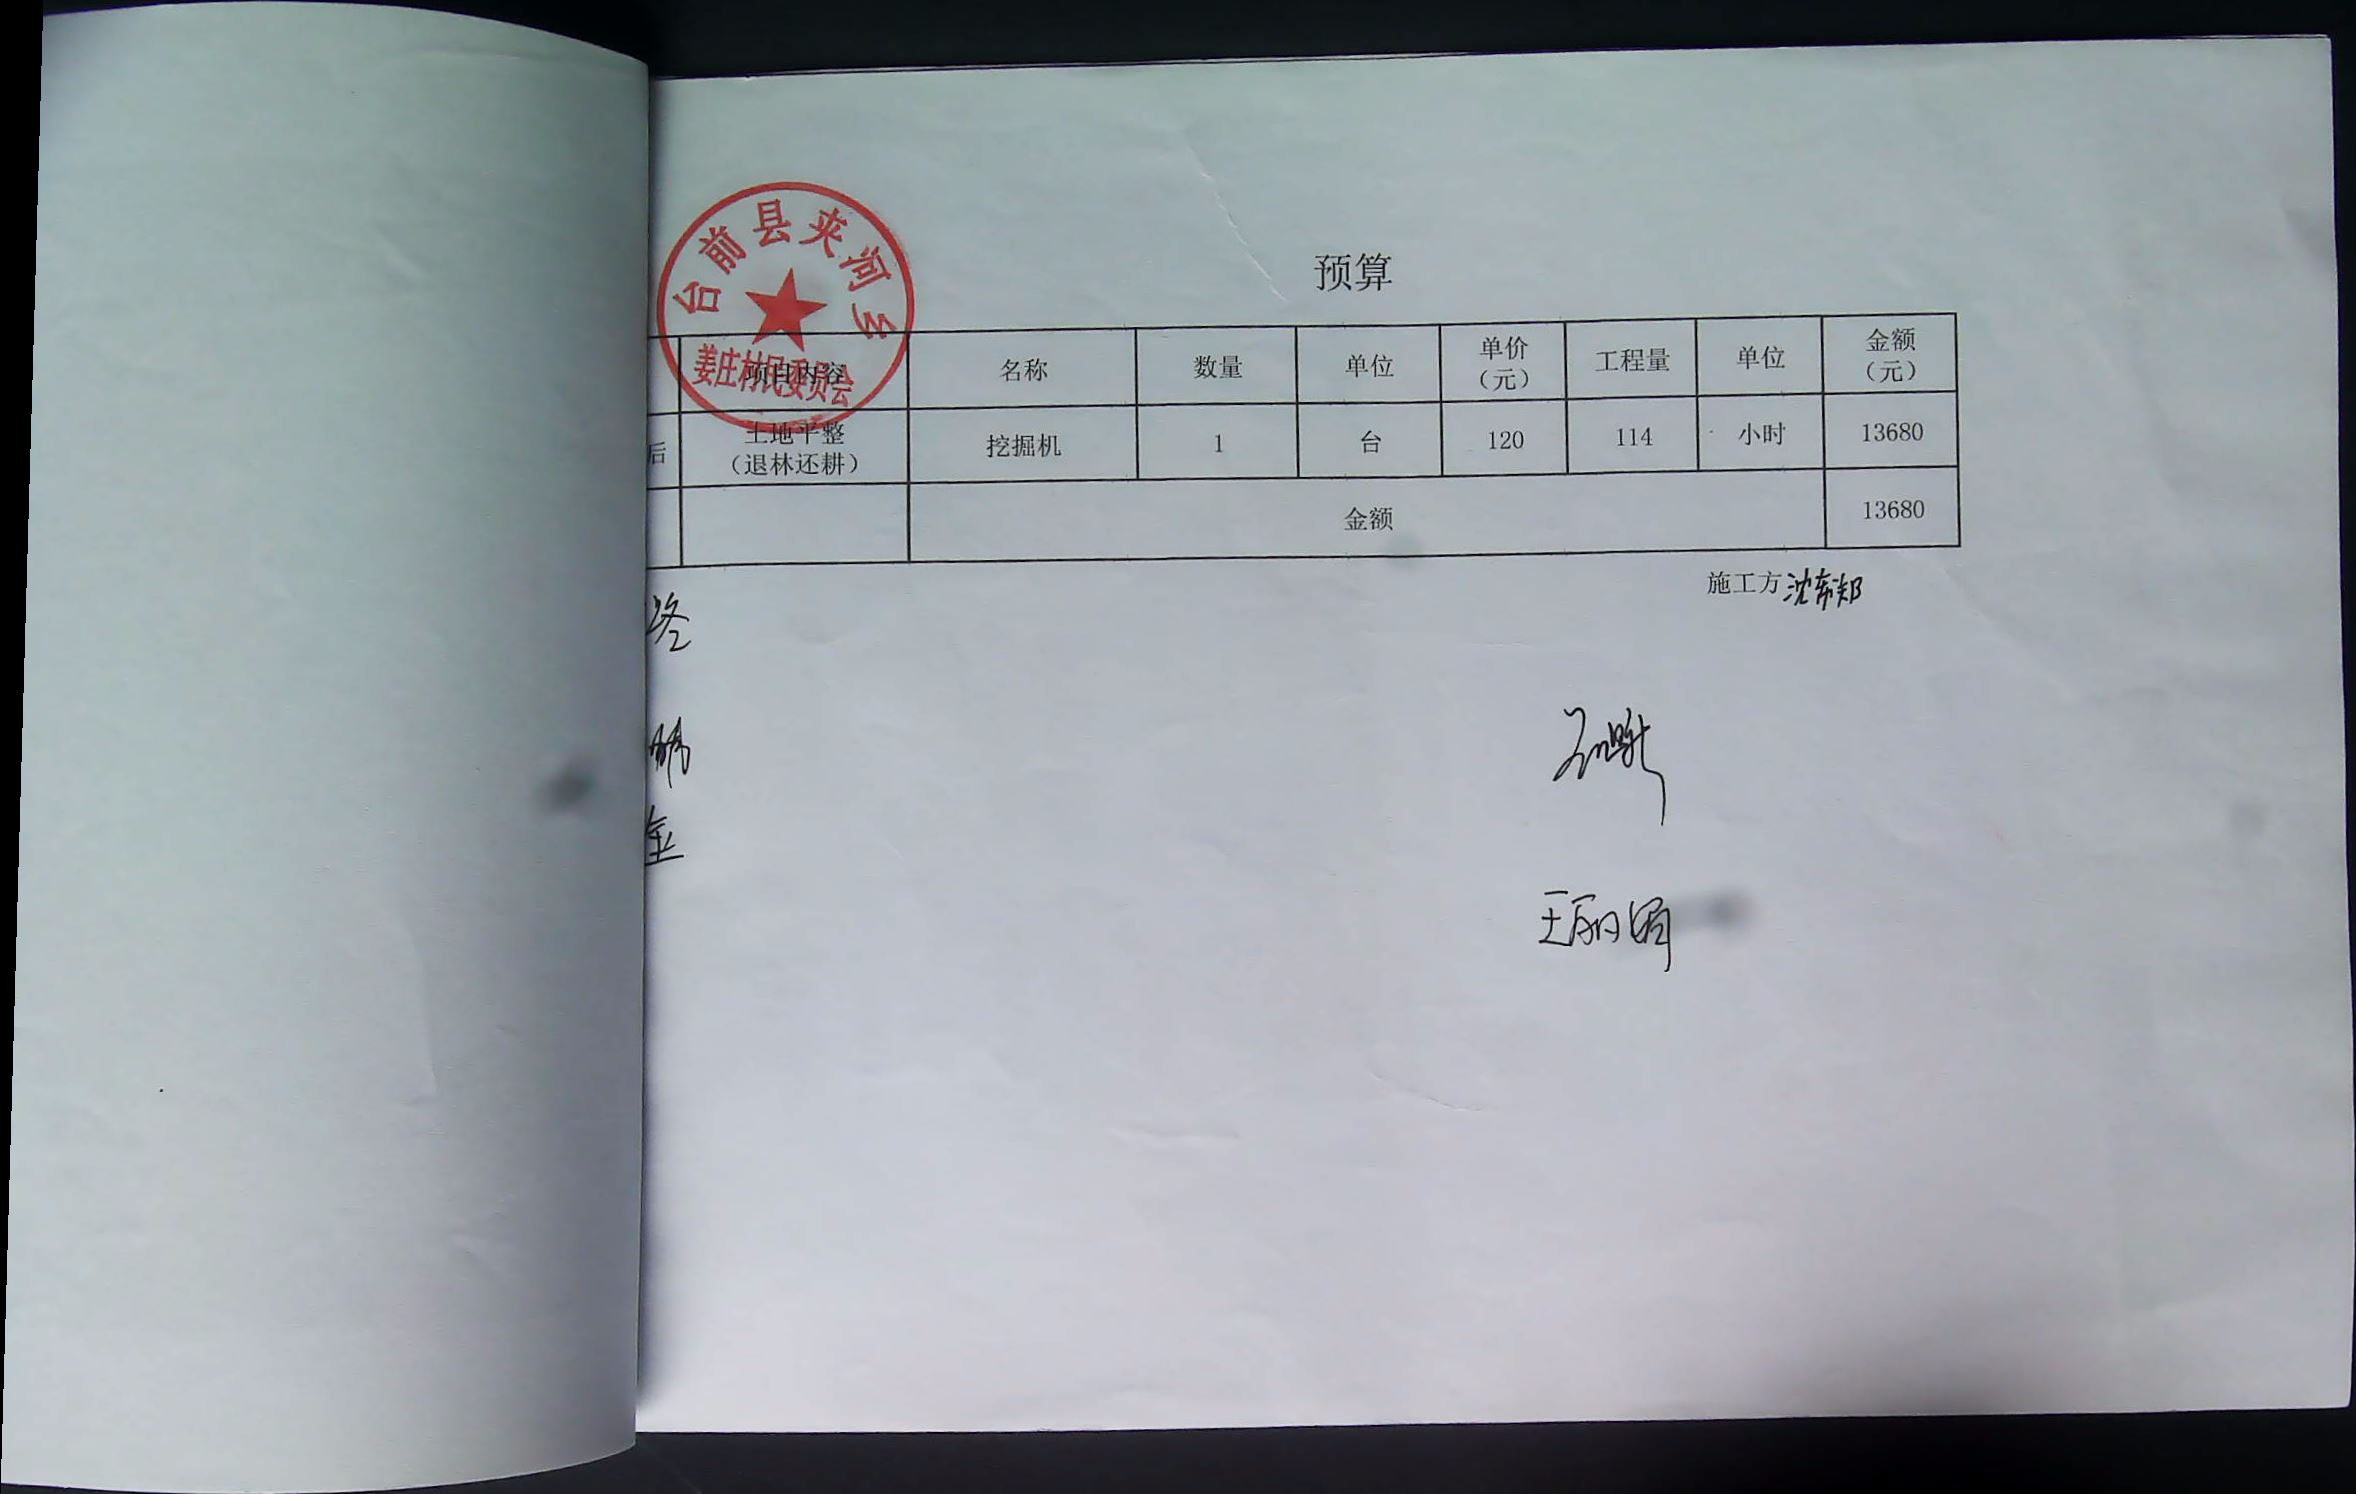 台前县夹河乡
姜庄村民委员会
预算
项目内容 名称 数量 单位 单价（元） 工程量 单位 金额（元）
后 土地平整（退林还耕） 挖掘机 1 台 120 114 小时 13680
金额 13680
施工方
王丽娟